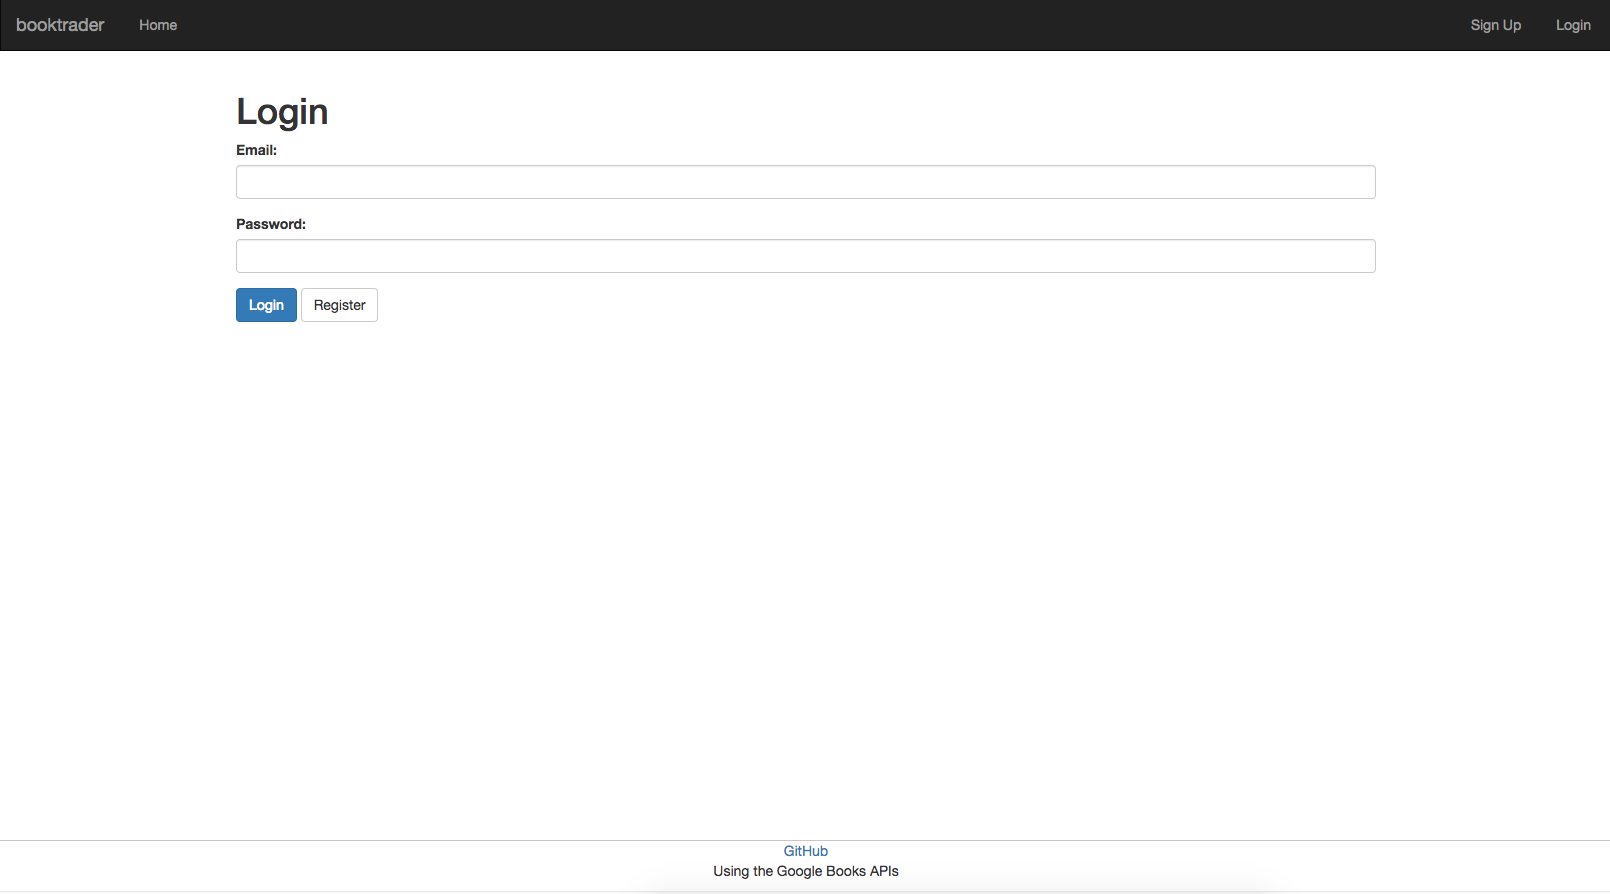 booktrader Home Sign Up Login
Login
Email:
Password:
Login Register
GitHub
Using the Google Books APIs